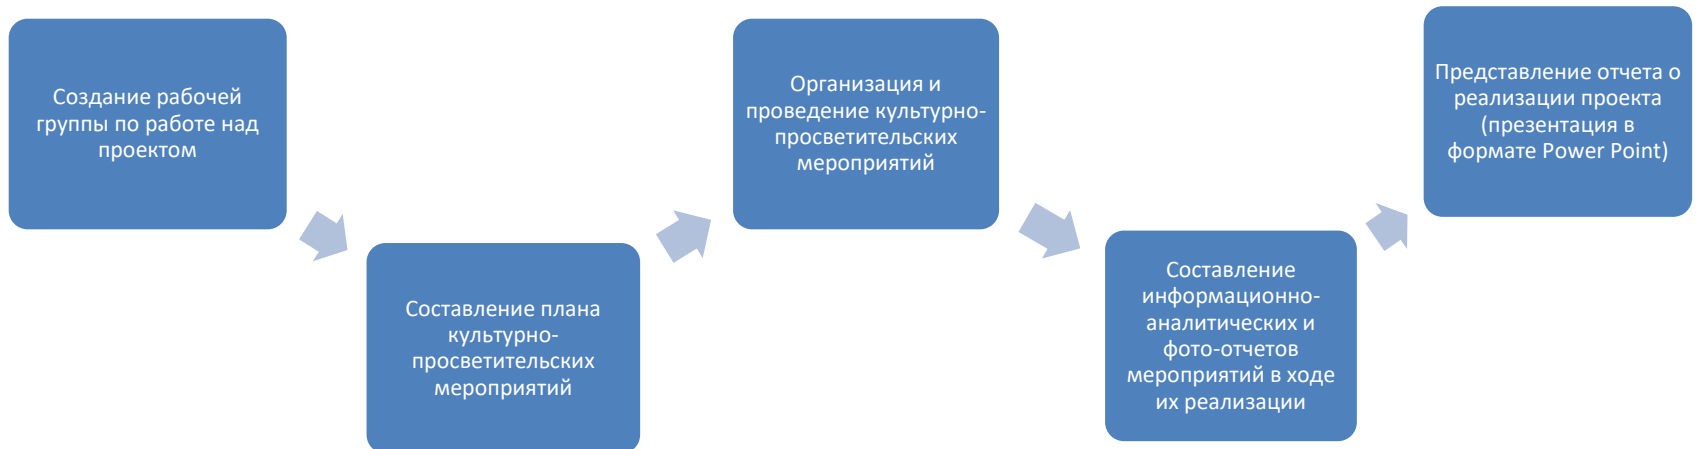 Создание рабочей
группы по работе над
проектом
Составление плана
культурно-
просветительских
мероприятий
Организация и
проведение культурно-
просветительских
мероприятий
Составление
информационно-
аналитических и
фото-отчетов
мероприятий в ходе
их реализации
Представление отчета о
реализации проекта
(презентация в
формате Power Point)